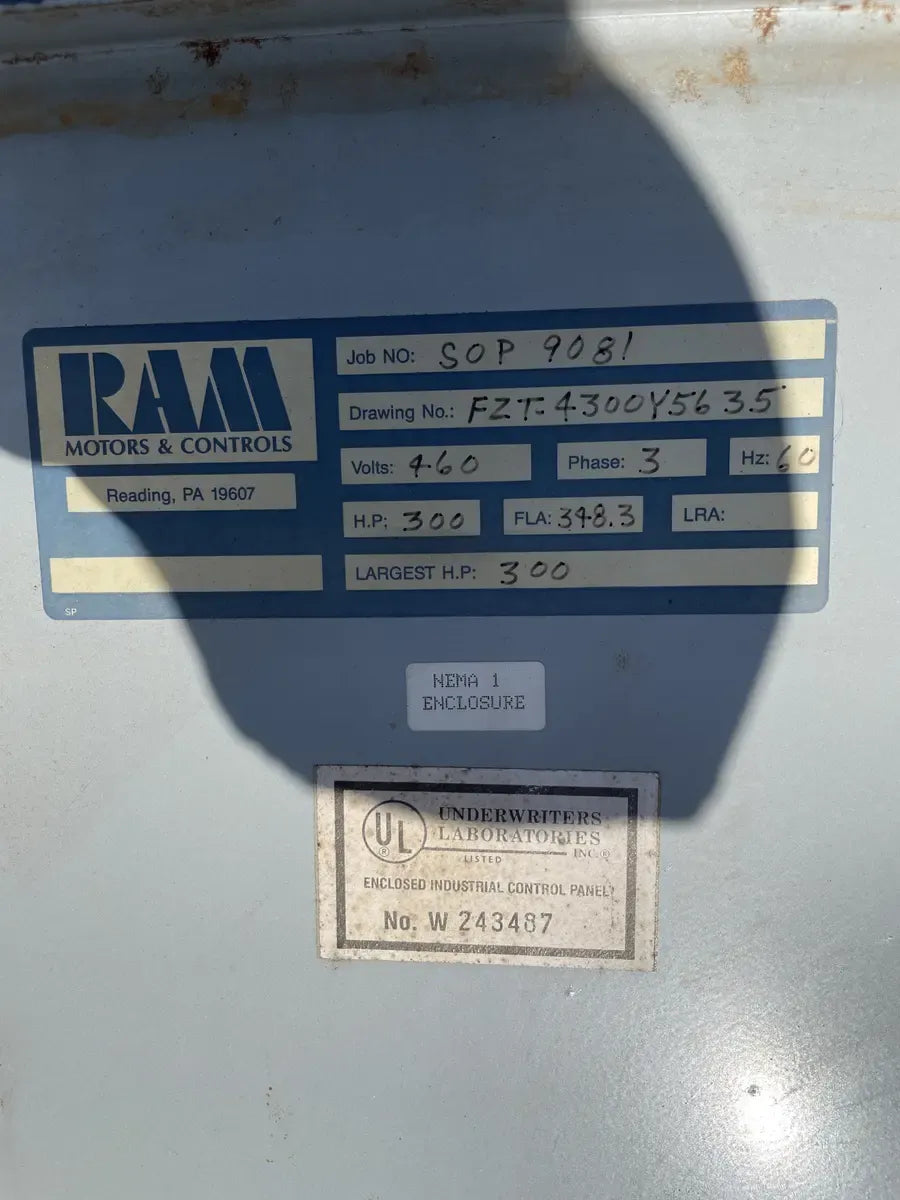 RAM
MOTORS & CONTROLS
Reading, PA 19607
SP
Job NO: SOP 9081
Drawing No.: FZT-4300Y5635
Volts: 460 Phase: 3 Hz: 60
H.P: 300 FLA: 348.3 LRA:
LARGEST H.P: 300
NEMA 1
ENCLOSURE
UL ®
UNDERWRITERS
LABORATORIES
INC.®
LISTED
ENCLOSED INDUSTRIAL CONTROL PANEL
No. W 243487